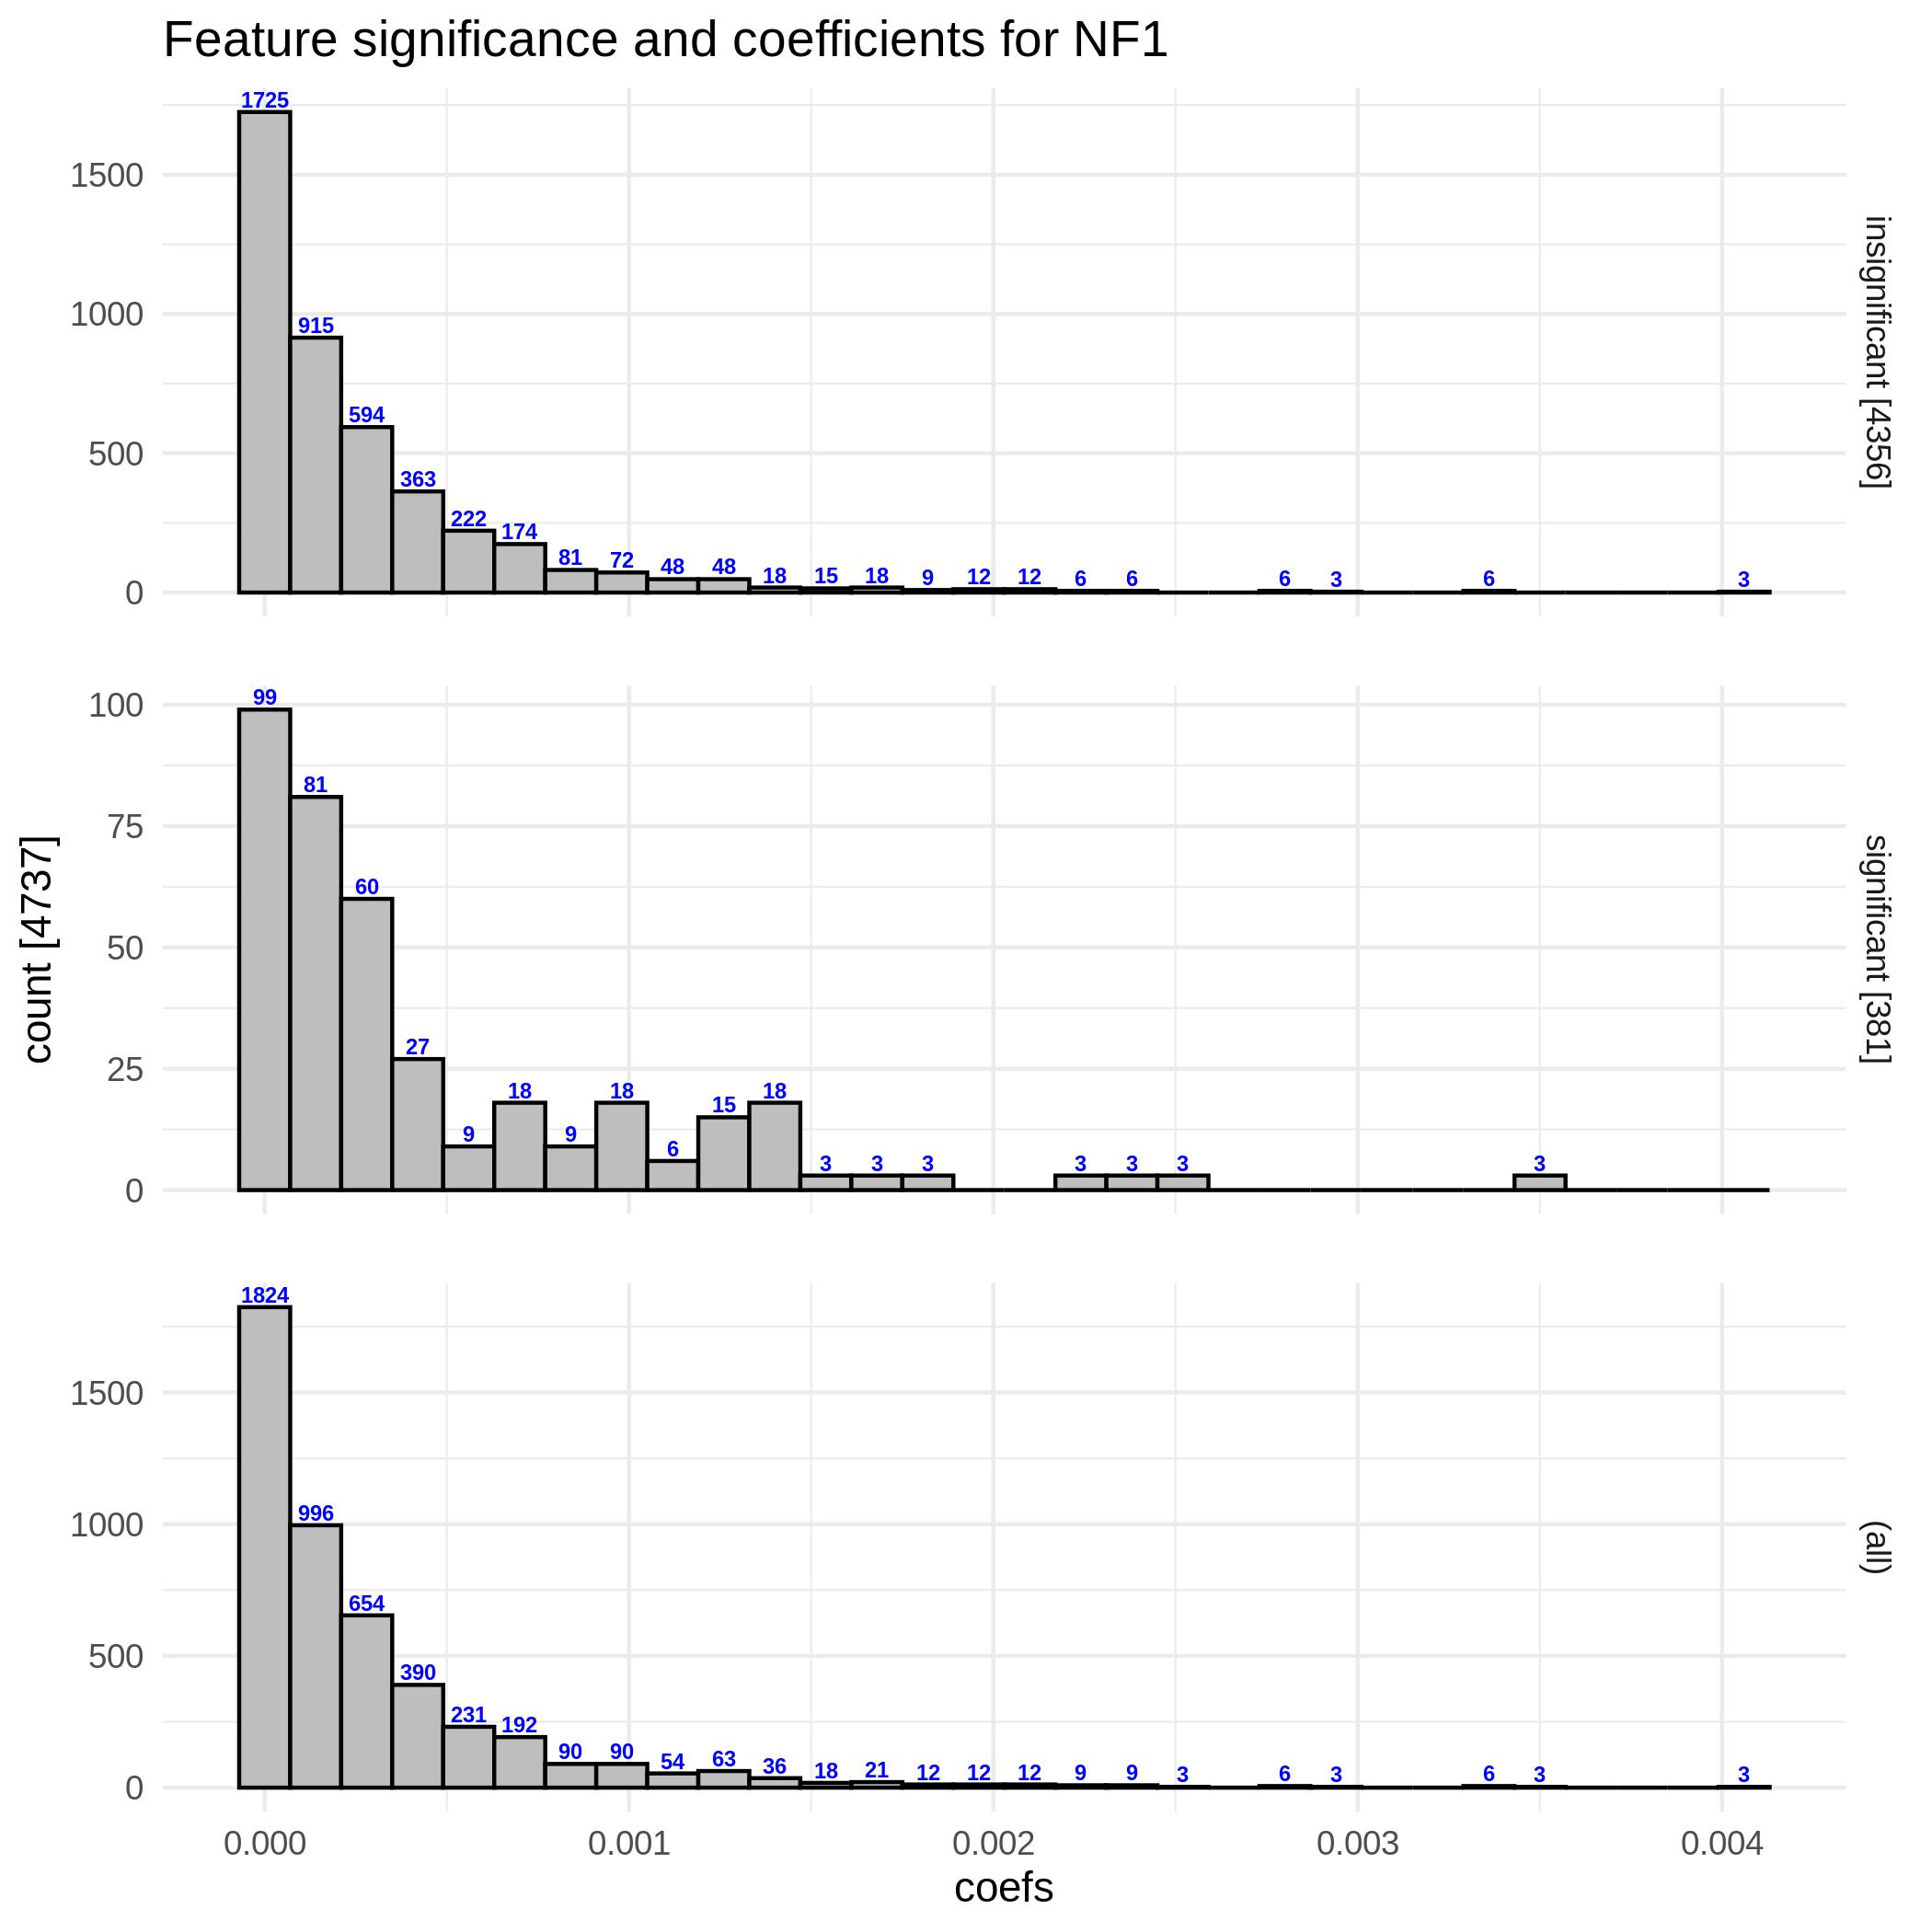 Feature significance and coefficients for NF1
1725
1500
915
1000
594
500
363
222
174
81 72 48 48 18 15 18 9 12 12 6 6 6 3 6 3
0
insignificant [4356]
99
100
81
75
60
50
27
25
9 18 9 18 6 15 18 3 3 3 3 3 3 3
0
significant [381]
count [4737]
1824
1500
996
1000
654
500
390
231 192
90 90 54 63 36 18 21 12 12 12 9 9 3 6 3 6 3 3
0
(all)
0.000 0.001 0.002 0.003 0.004
coefs